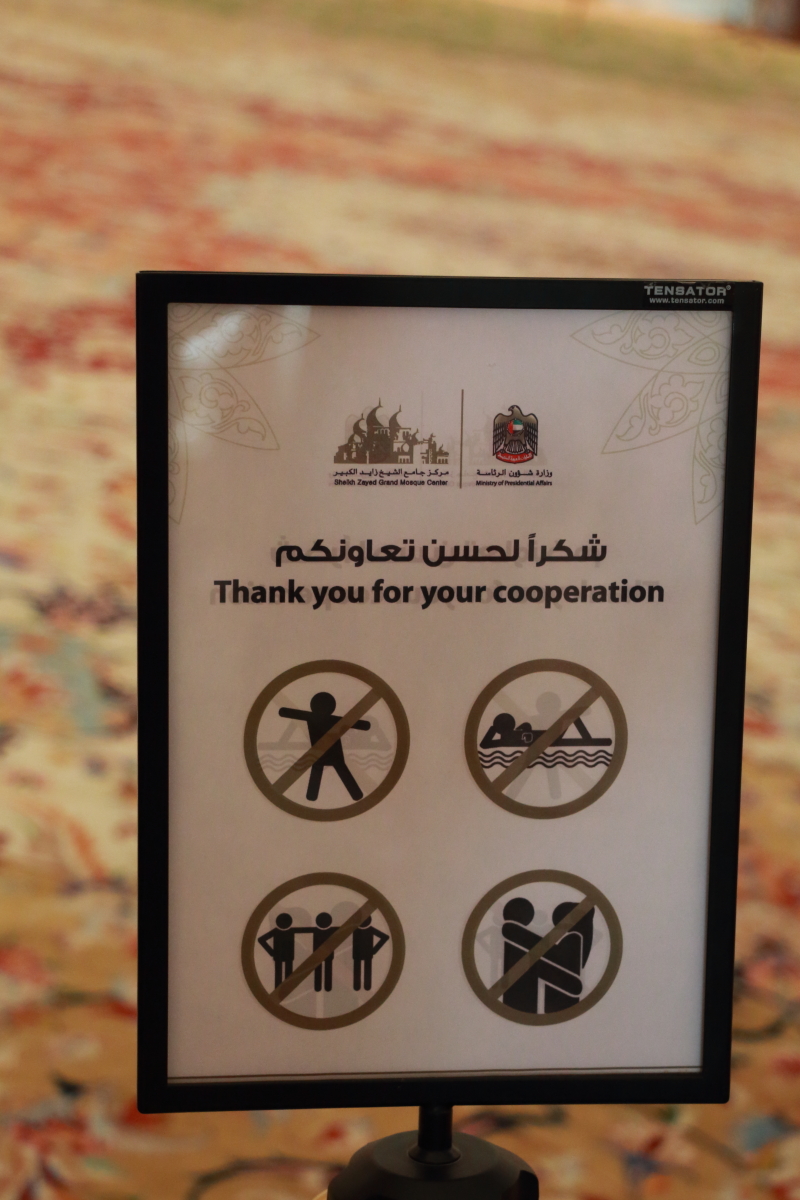 TENSATOR®
www.tensator.com
مركز جامع الشيخ زايد الكبير
Sheikh Zayed Grand Mosque Center
وزارة شؤون الرئاسة
Ministry of Presidential Affairs
شكراً لحسن تعاونكم
Thank you for your cooperation